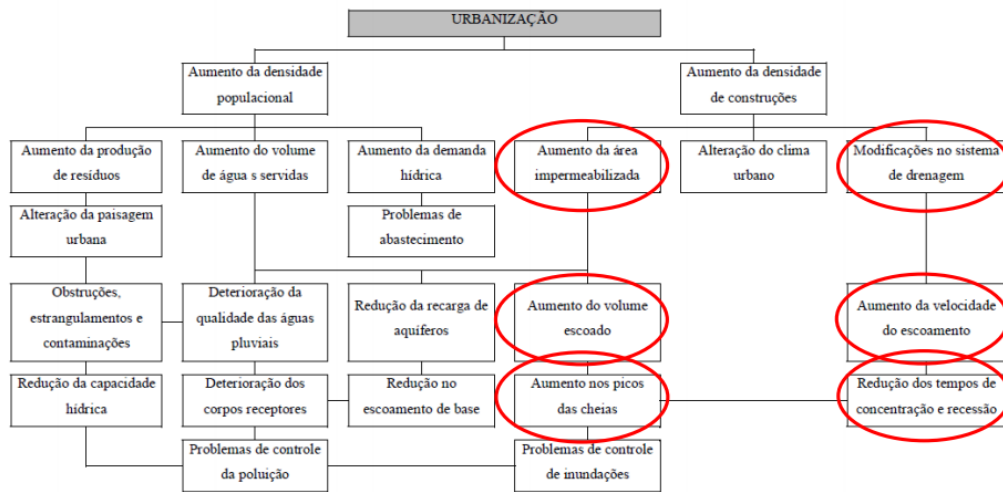 URBANIZAÇÃO
Aumento da densidade
populacional
Aumento da densidade
de construções
Aumento da produção
de resíduos
Aumento do volume
de água s servidas
Aumento da demanda
hídrica
Aumento da área
impermeabilizada
Alteração do clima
urbano
Modificações no sistema
de drenagem
Alteração da paisagem
urbana
Problemas de
abastecimento
Obstruções,
estrangulamentos e
contaminações
Deterioração da
qualidade das águas
pluviais
Redução da recarga de
aquíferos
Aumento do volume
escoado
Aumento da velocidade
do escoamento
Redução da capacidade
hídrica
Deterioração dos
corpos receptores
Redução no
escoamento de base
Aumento nos picos
das cheias
Redução dos tempos de
concentração e recessão
Problemas de controle
da poluição
Problemas de controle
de inundações